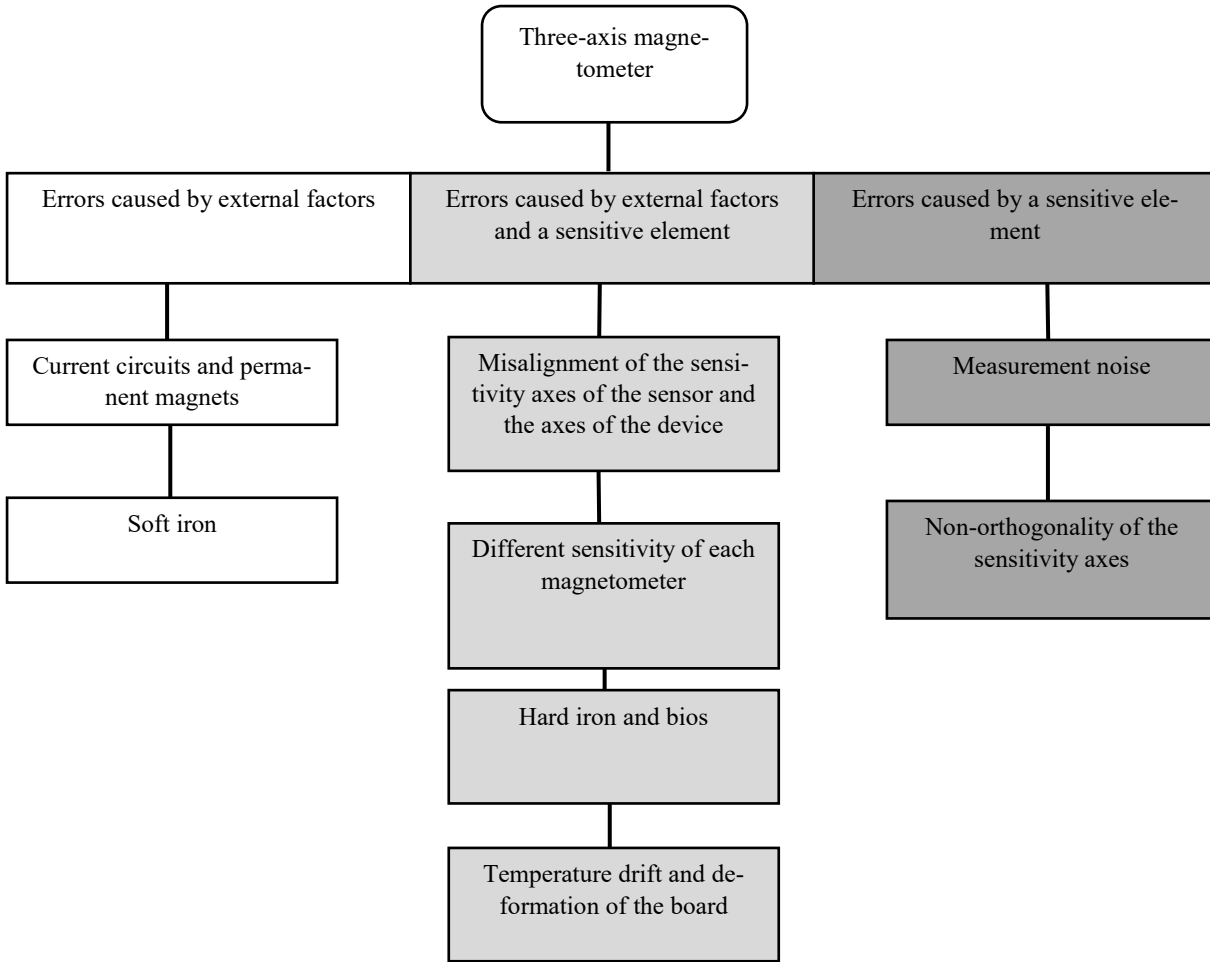 Three-axis magne-
tometer
Errors caused by external factors
Errors caused by external factors
and a sensitive element
Errors caused by a sensitive ele-
ment
Current circuits and perma-
nent magnets
Soft iron
Misalignment of the sensi-
tivity axes of the sensor and
the axes of the device
Different sensitivity of each
magnetometer
Hard iron and bios
Temperature drift and de-
formation of the board
Measurement noise
Non-orthogonality of the
sensitivity axes